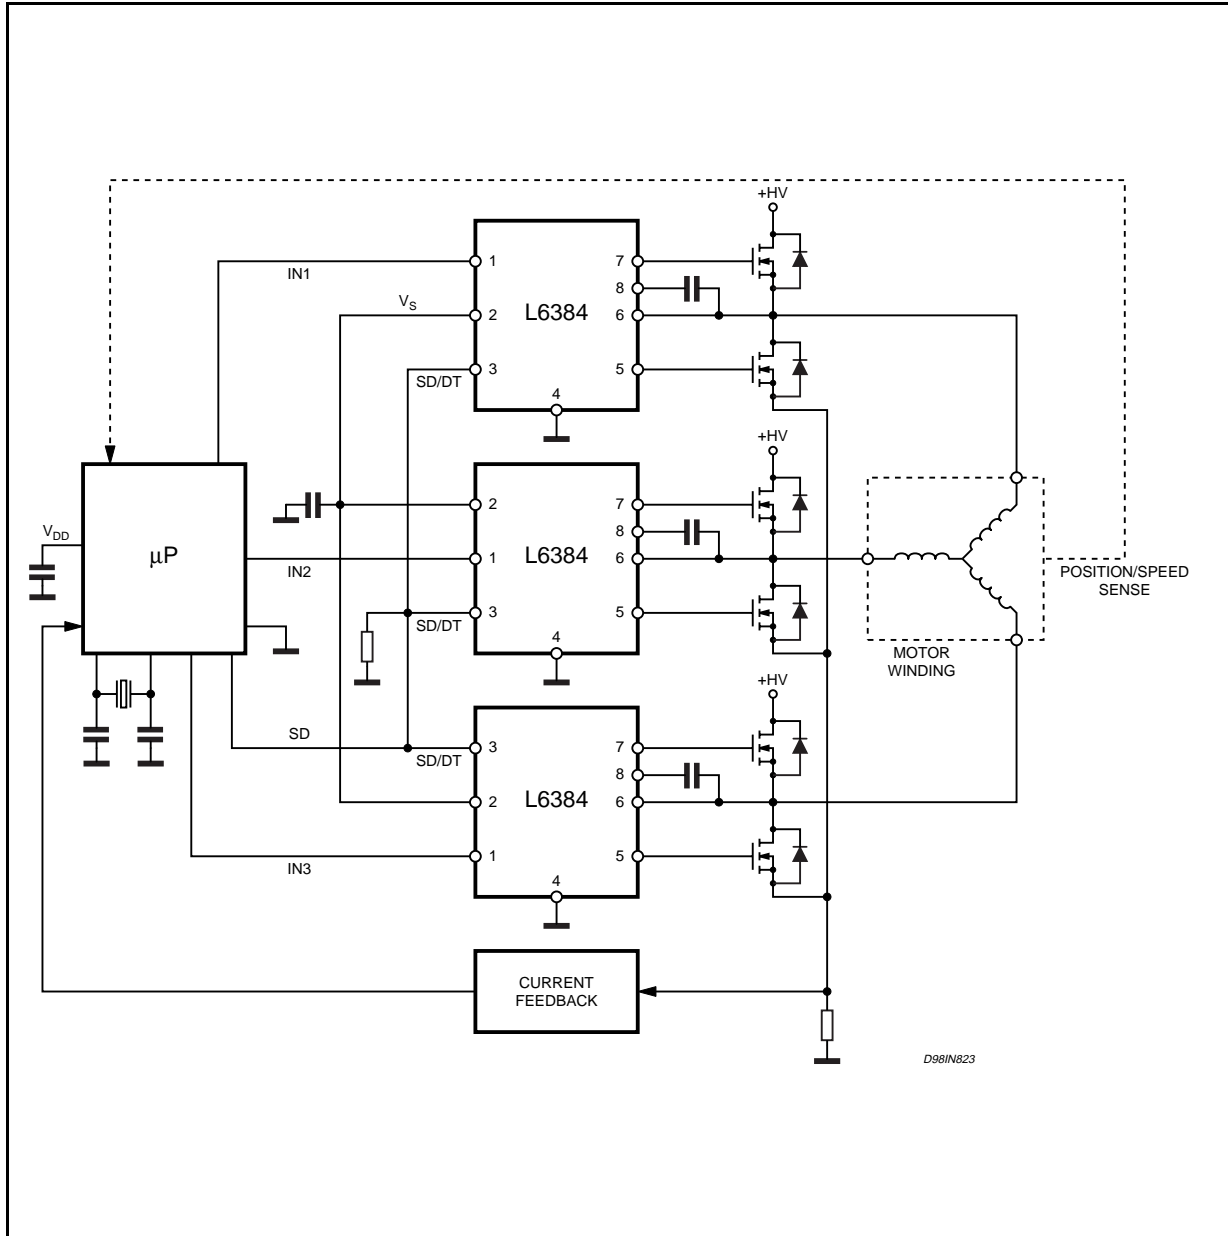 +HV
IN1
1
7
8
V_S
2
L6384
6
SD/DT
3
5
4
+HV
2
7
8
V_DD
μP
IN2
1
L6384
6
POSITION/SPEED
SENSE
SD/DT
3
5
4
MOTOR
WINDING
+HV
SD
SD/DT
3
7
8
2
L6384
6
IN3
1
5
4
CURRENT
FEEDBACK
D98IN823